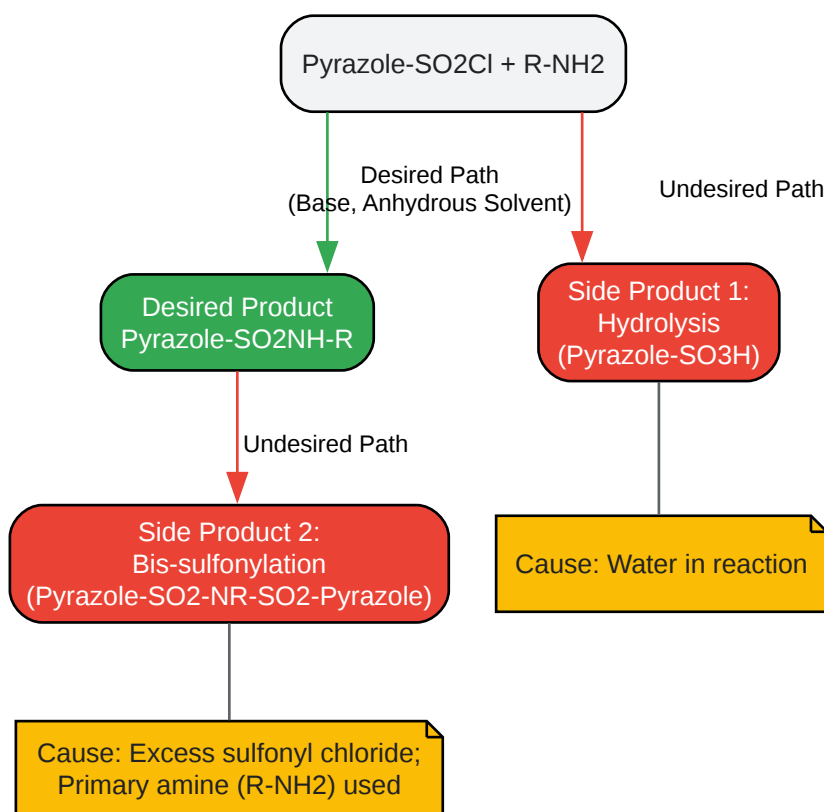 Pyrazole-SO2Cl + R-NH2
Desired Path
(Base, Anhydrous Solvent)
Undesired Path
Desired Product
Pyrazole-SO2NH-R
Side Product 1:
Hydrolysis
(Pyrazole-SO3H)
Undesired Path
Side Product 2:
Bis-sulfonylation
(Pyrazole-SO2-NR-SO2-Pyrazole)
Cause: Water in reaction
Cause: Excess sulfonyl chloride;
Primary amine (R-NH2) used